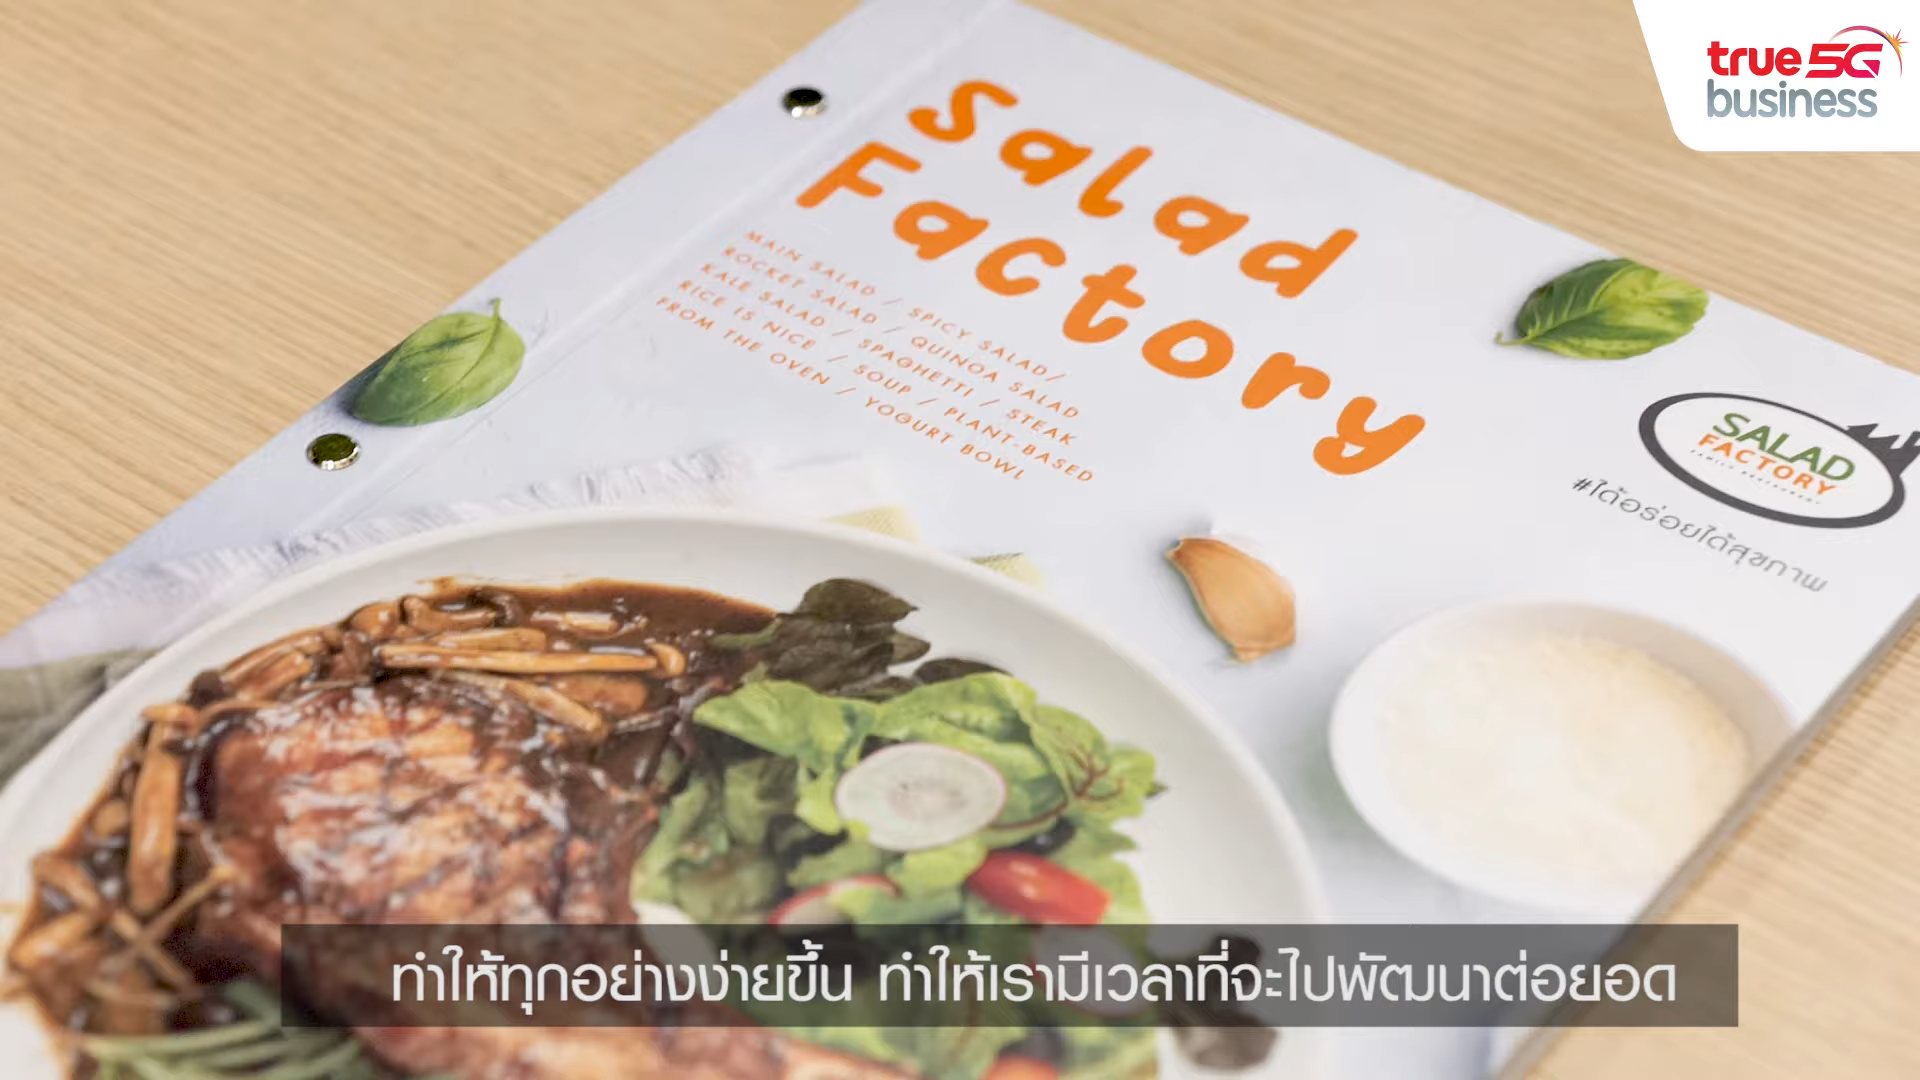 true 5G
business
Salad
Factory
MAIN SALAD / SPICY SALAD/
ROCKET SALAD / QUINOA SALAD
KALE SALAD / SPAGHETTI / STEAK
RICE IS NICE / SOUP / PLANT-BASED
FROM THE OVEN / YOGURT BOWL
SALAD
FACTORY
FAMILY RESTAURANT
#ได้อร่อยได้สุขภาพ
ทำให้ทุกอย่างง่ายขึ้น ทำให้เรามีเวลาที่จะไปพัฒนาต่อยอด